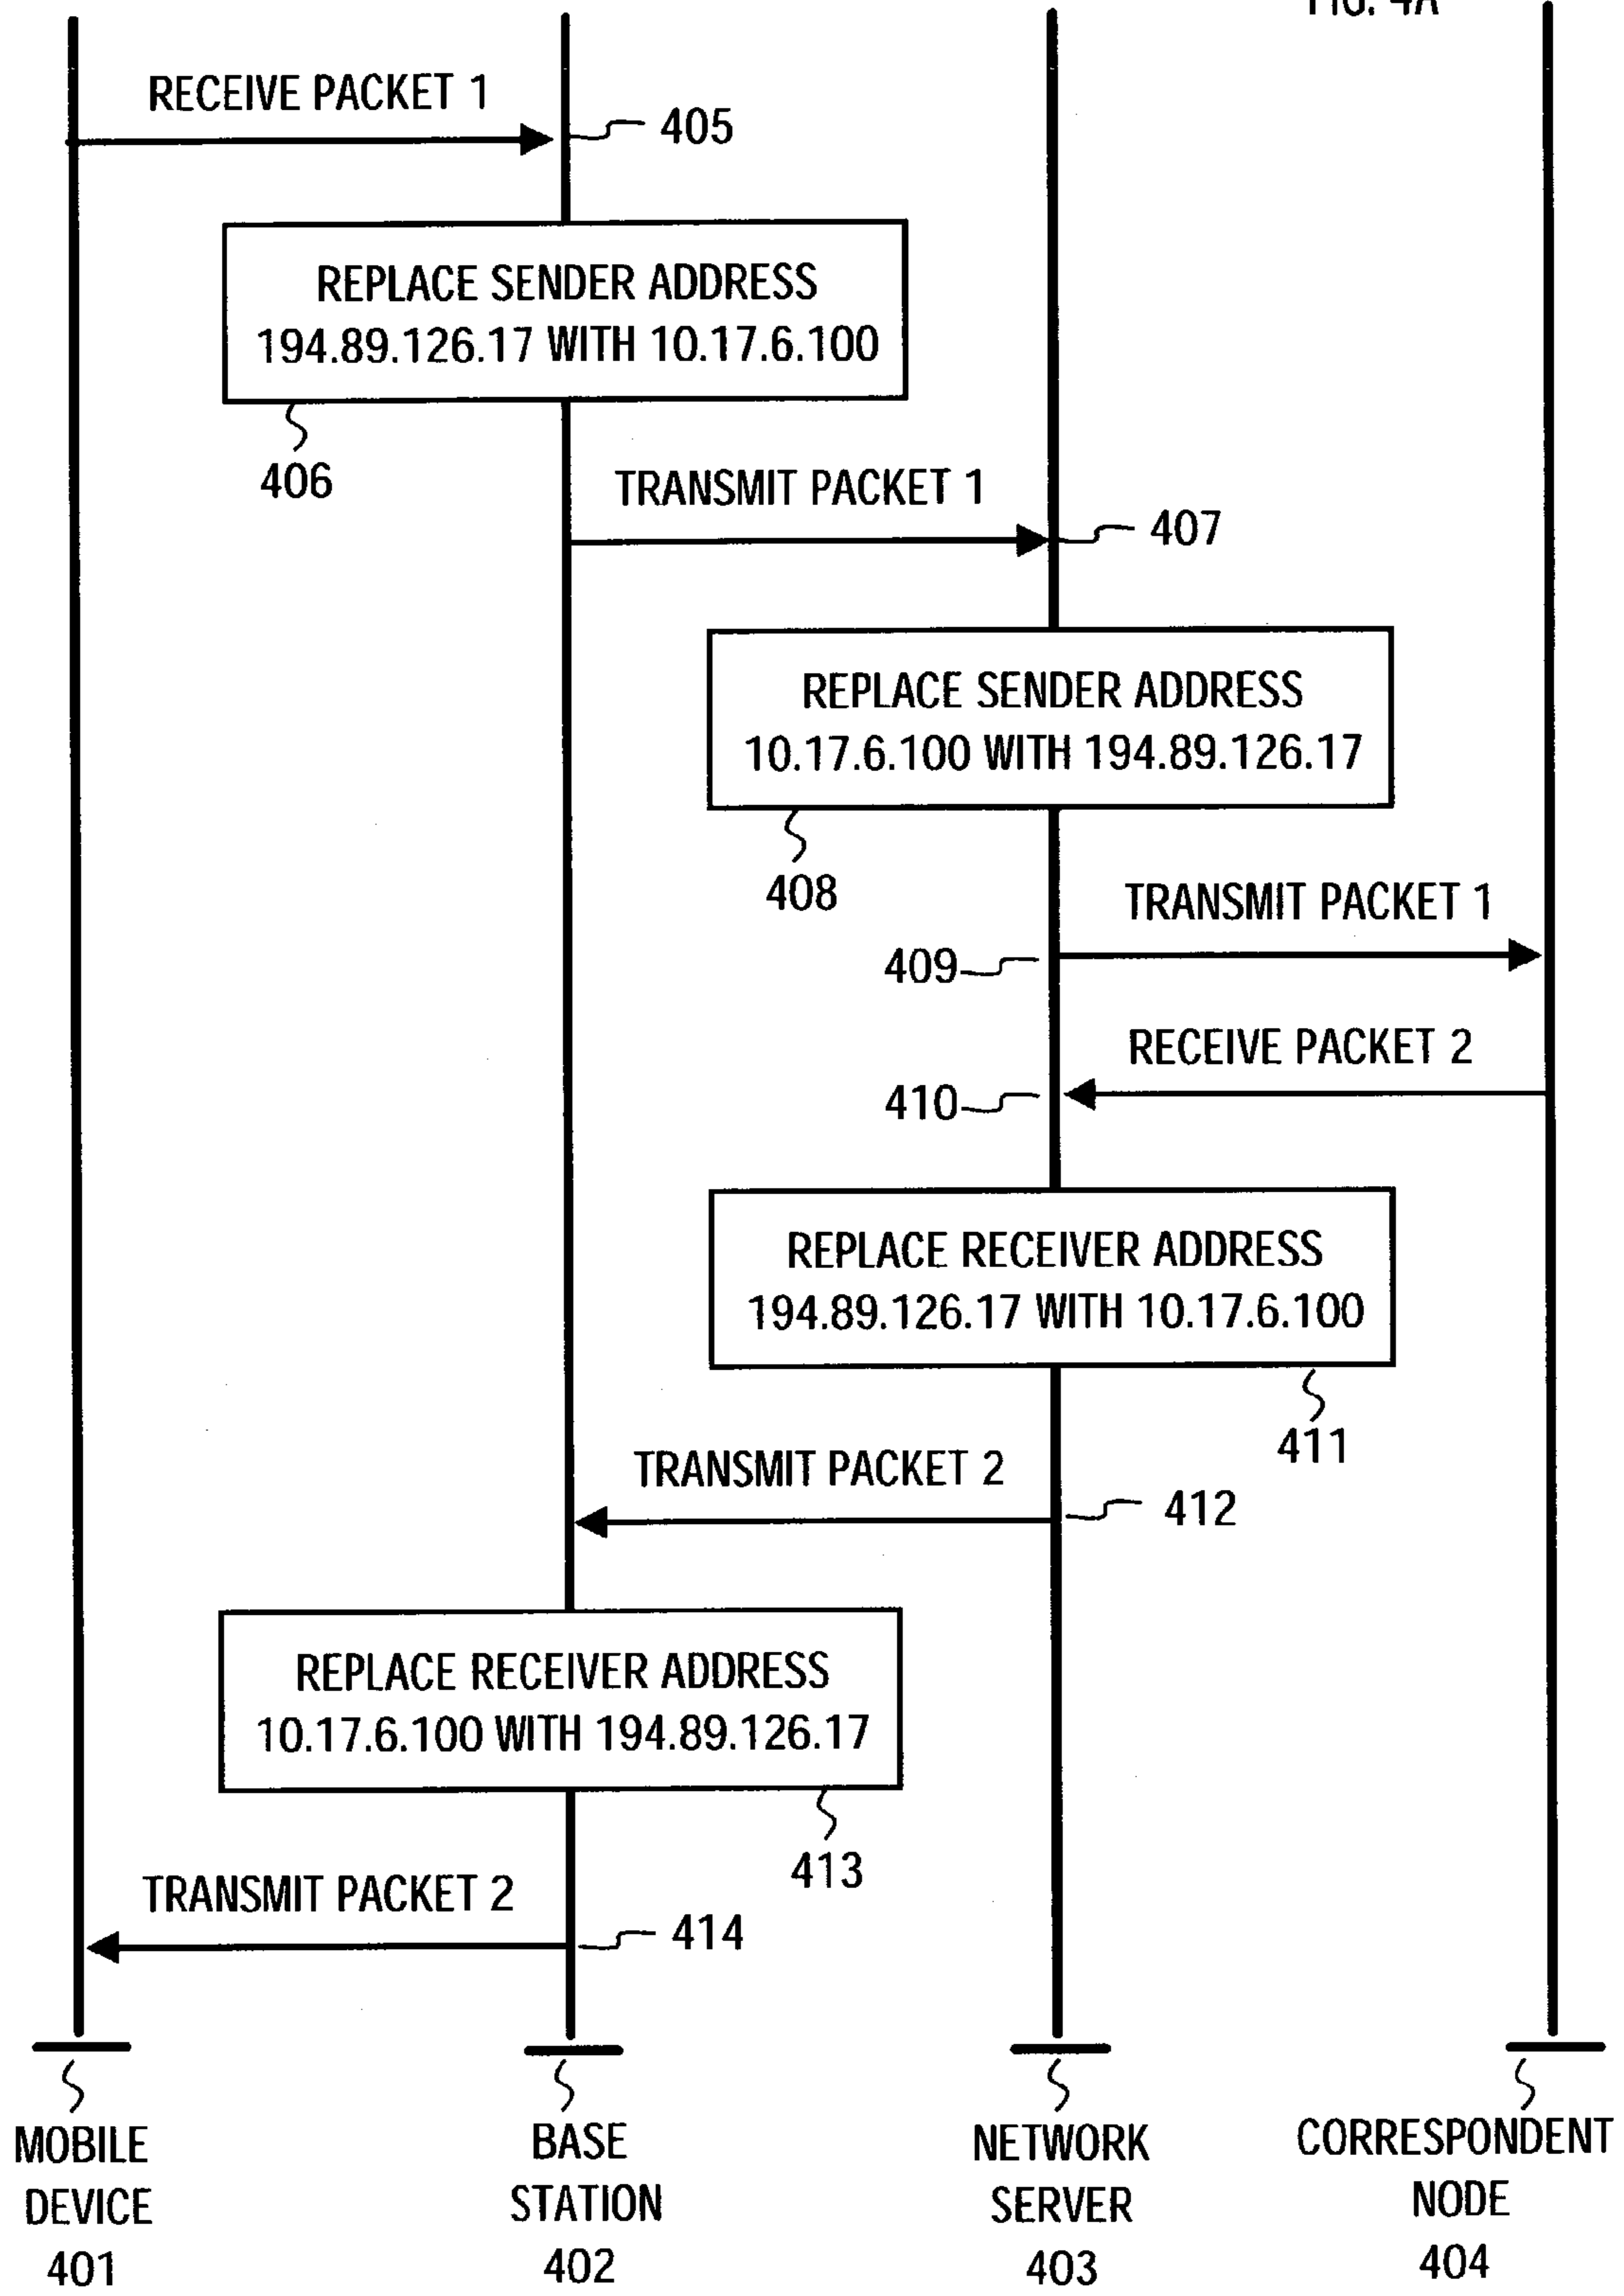 FIG. 4A
RECEIVE PACKET 1
405
REPLACE SENDER ADDRESS
194.89.126.17 WITH 10.17.6.100
406
TRANSMIT PACKET 1
407
REPLACE SENDER ADDRESS
10.17.6.100 WITH 194.89.126.17
408
TRANSMIT PACKET 1
409
RECEIVE PACKET 2
410
REPLACE RECEIVER ADDRESS
194.89.126.17 WITH 10.17.6.100
411
TRANSMIT PACKET 2
412
REPLACE RECEIVER ADDRESS
10.17.6.100 WITH 194.89.126.17
413
TRANSMIT PACKET 2
414
MOBILE
DEVICE
401
BASE
STATION
402
NETWORK
SERVER
403
CORRESPONDENT
NODE
404